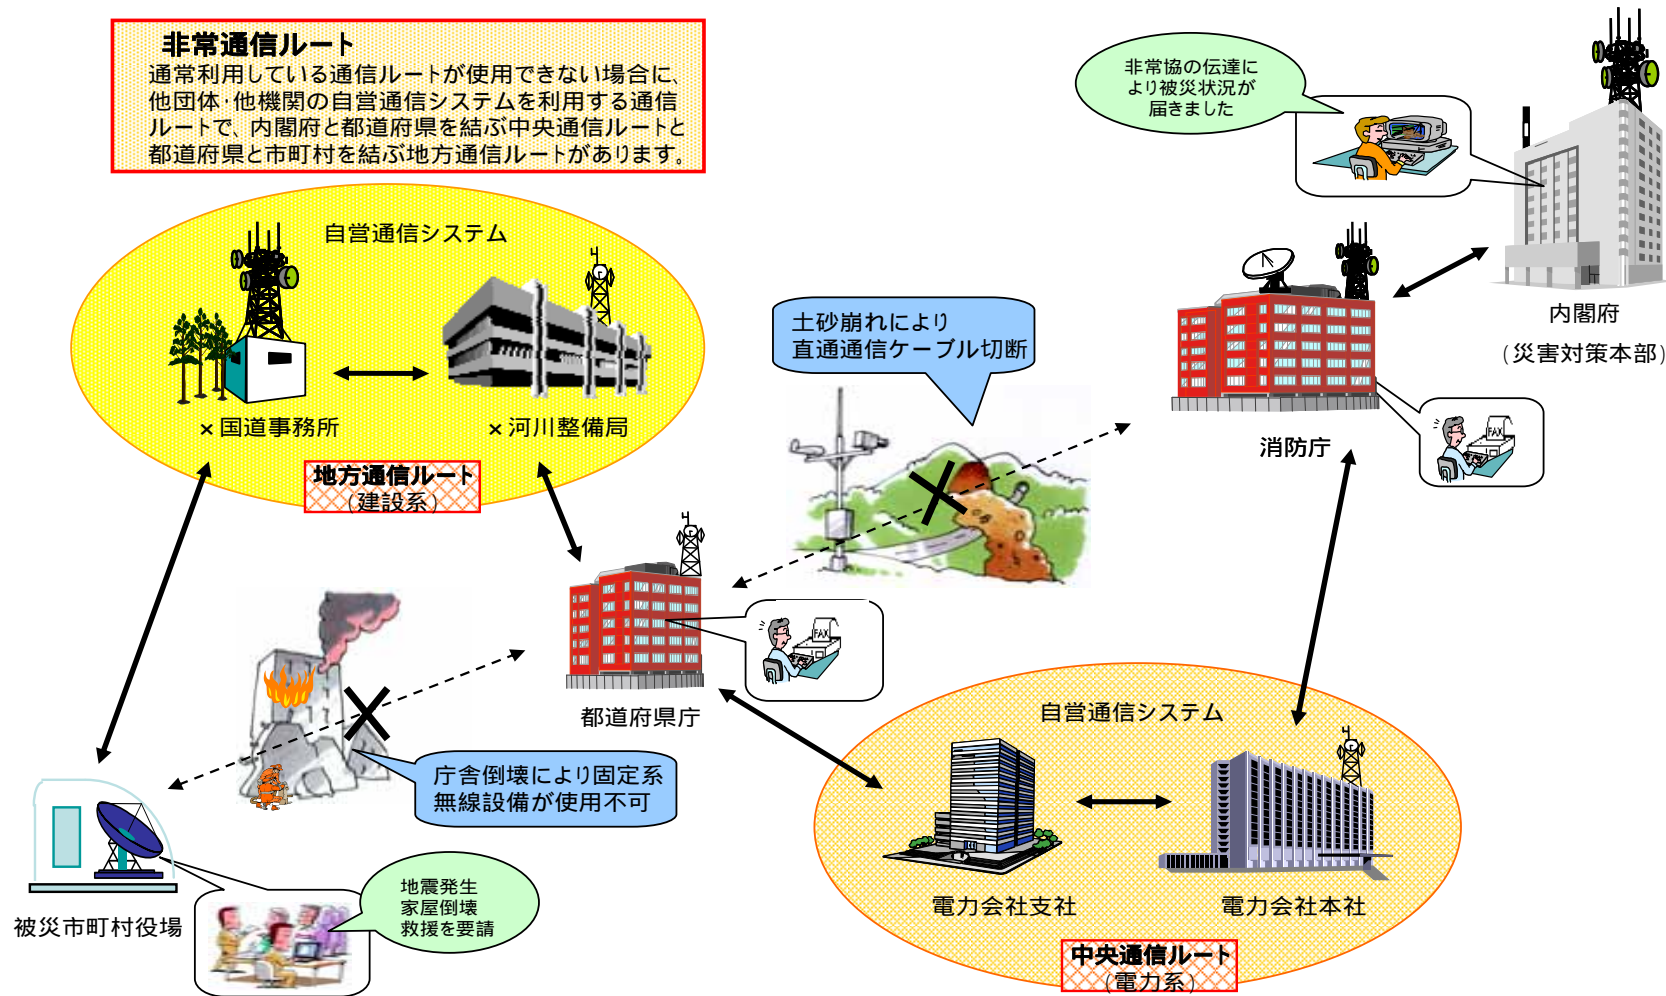 非常通信ルート
通常利用している通信ルートが使用できない場合に、
他団体・他機関の自営通信システムを利用する通信
ルートで、内閣府と都道府県を結ぶ中央通信ルートと
都道府県と市町村を結ぶ地方通信ルートがあります。
非常協の伝達に
より被災状況が
届きました
内閣府
(災害対策本部)
自営通信システム
×国道事務所
×河川整備局
地方通信ルート
(建設系)
土砂崩れにより
直通通信ケーブル切断
消防庁
FAX
FAX
都道府県庁
庁舎倒壊により固定系
無線設備が使用不可
被災市町村役場
地震発生
家屋倒壊
救援を要請
自営通信システム
電力会社支社
電力会社本社
中央通信ルート
(電力系)